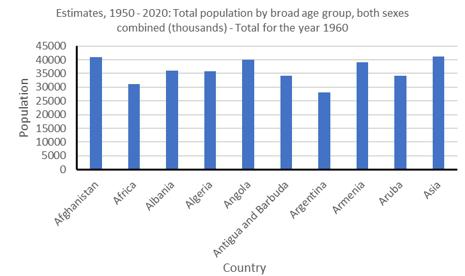 Estimates, 1950 - 2020: Total population by broad age group, both sexes
combined (thousands) - Total for the year 1960
Population
45000
40000
35000
30000
25000
20000
15000
10000
5000
0
Afghanistan
Africa
Albania
Algeria
Angola
Antigua and Barbuda
Argentina
Armenia
Aruba
Asia
Country